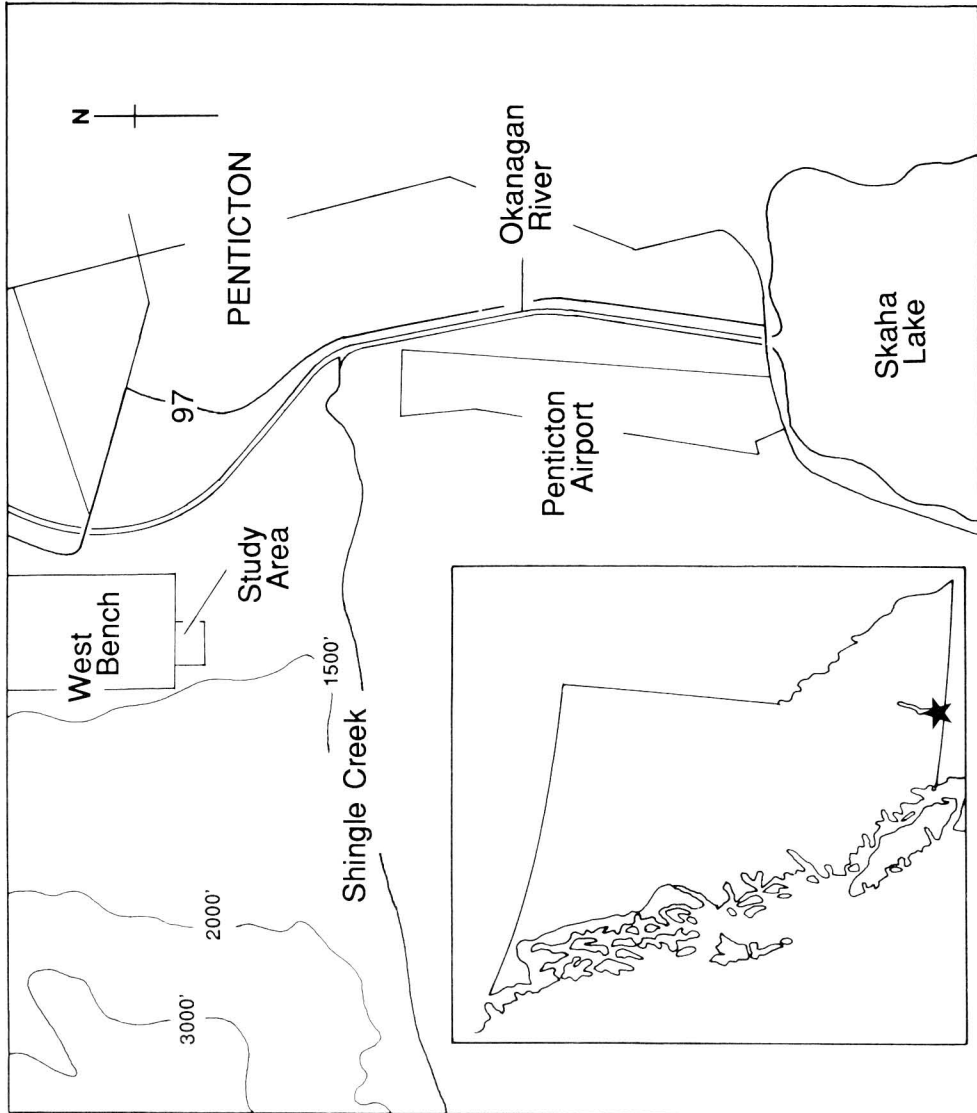 N
PENTICTON
97
West
Bench
Study
Area
Okanagan
River
3000'
2000'
1500'
Shingle Creek
Penticton
Airport
Skaha
Lake